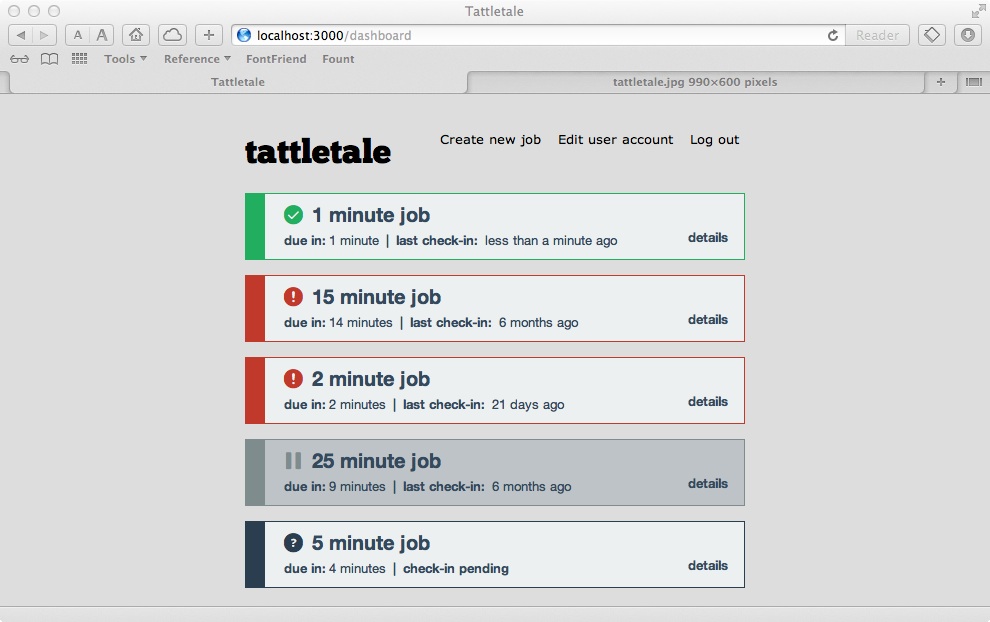 Tattletale
A A + localhost:3000/dashboard Reader
Tools Reference FontFriend Fount
Tattletale tattletale.jpg 990×600 pixels +
tattletale Create new job Edit user account Log out
1 minute job
due in: 1 minute | last check-in: less than a minute ago details
! 15 minute job
due in: 14 minutes | last check-in: 6 months ago details
! 2 minute job
due in: 2 minutes | last check-in: 21 days ago details
25 minute job
due in: 9 minutes | last check-in: 6 months ago details
? 5 minute job
due in: 4 minutes | check-in pending details